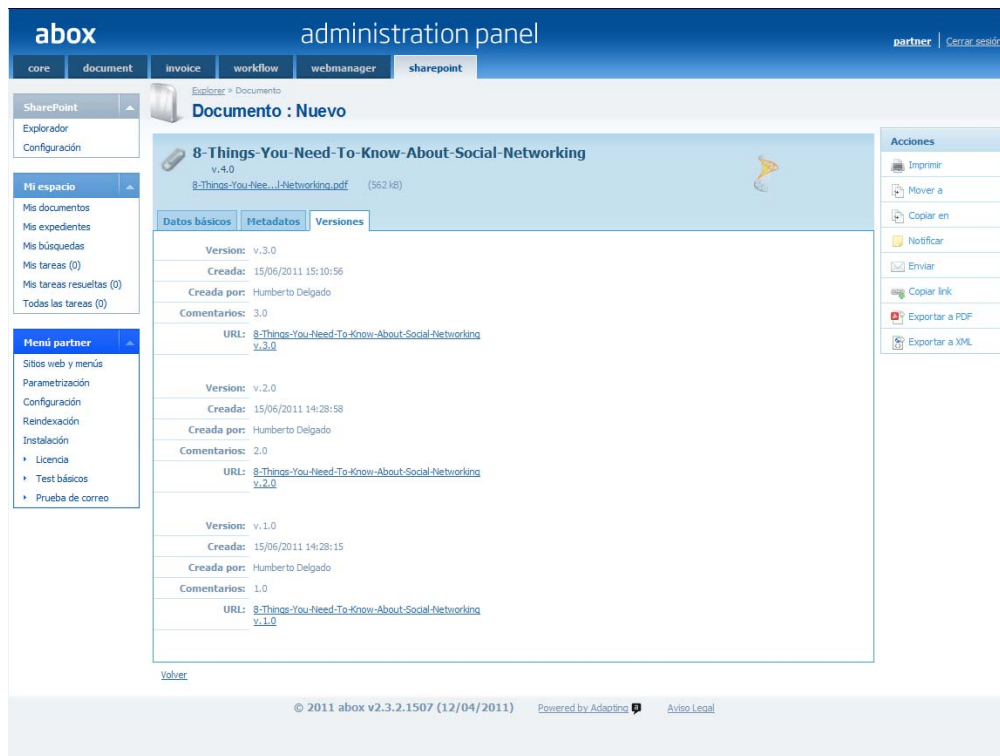 abox administration panel
partner | Cerrar sesión
core document invoice workflow webmanager sharepoint
SharePoint
Explorador
Configuración
Mi espacio
Mis documentos
Mis expedientes
Mis búsquedas
Mis tareas (0)
Mis tareas resueltas (0)
Todas las tareas (0)
Menú partner
Sitios web y menús
Parametrización
Configuración
Reindexación
Instalación
Licencia
Test básicos
Prueba de correo
Explorer > Documento
Documento : Nuevo
8-Things-You-Need-To-Know-About-Social-Networking
v.4.0
8-Things-You-Nee...l-Networking.pdf (562 kB)
Datos básicos Metadatos Versiones
Version: v.3.0
Creada: 15/06/2011 15:10:56
Creada por: Humberto Delgado
Comentarios: 3.0
URL: 8-Things-You-Need-To-Know-About-Social-Networking
v.3.0
Version: v.2.0
Creada: 15/06/2011 14:28:58
Creada por: Humberto Delgado
Comentarios: 2.0
URL: 8-Things-You-Need-To-Know-About-Social-Networking
v.2.0
Version: v.1.0
Creada: 15/06/2011 14:28:15
Creada por: Humberto Delgado
Comentarios: 1.0
URL: 8-Things-You-Need-To-Know-About-Social-Networking
v.1.0
Volver
Acciones
Imprimir
Mover a
Copiar en
Notificar
Enviar
Copiar link
Exportar a PDF
Exportar a XML
© 2011 abox v2.3.2.1507 (12/04/2011) Powered by Adapting a Aviso Legal